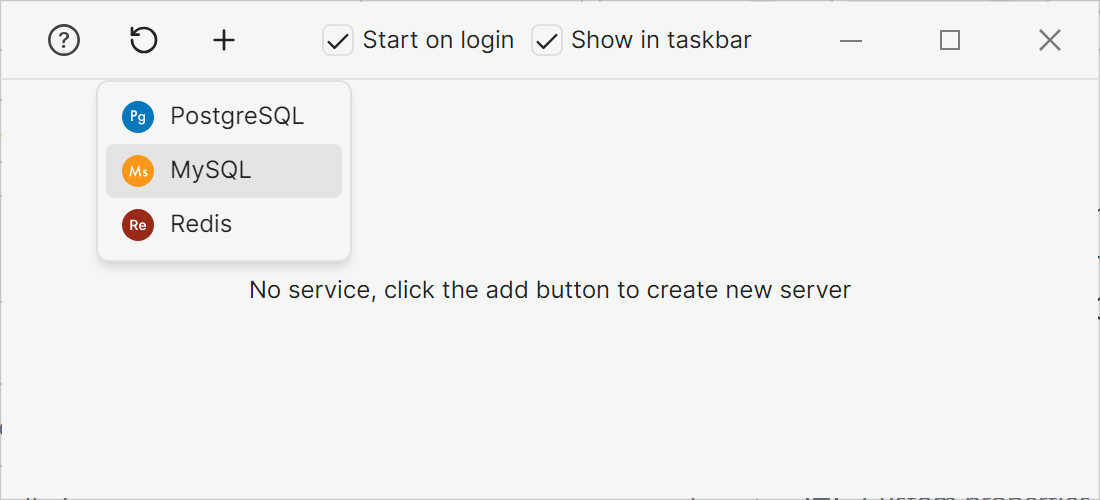 ? Start on login Show in taskbar
Pg PostgreSQL
Ms MySQL
Re Redis
No service, click the add button to create new server